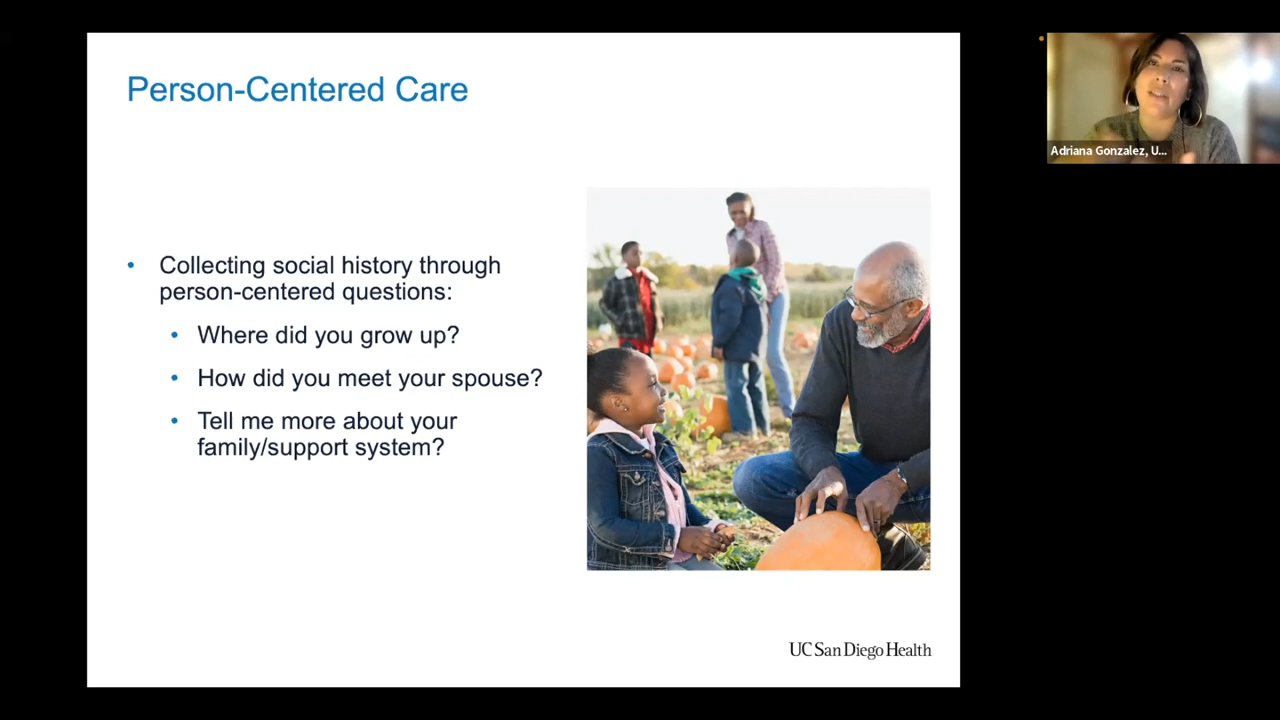 Person-Centered Care
• Collecting social history through
person-centered questions:
• Where did you grow up?
• How did you meet your spouse?
• Tell me more about your
family/support system?
UC San Diego Health
Adriana Gonzalez, U...